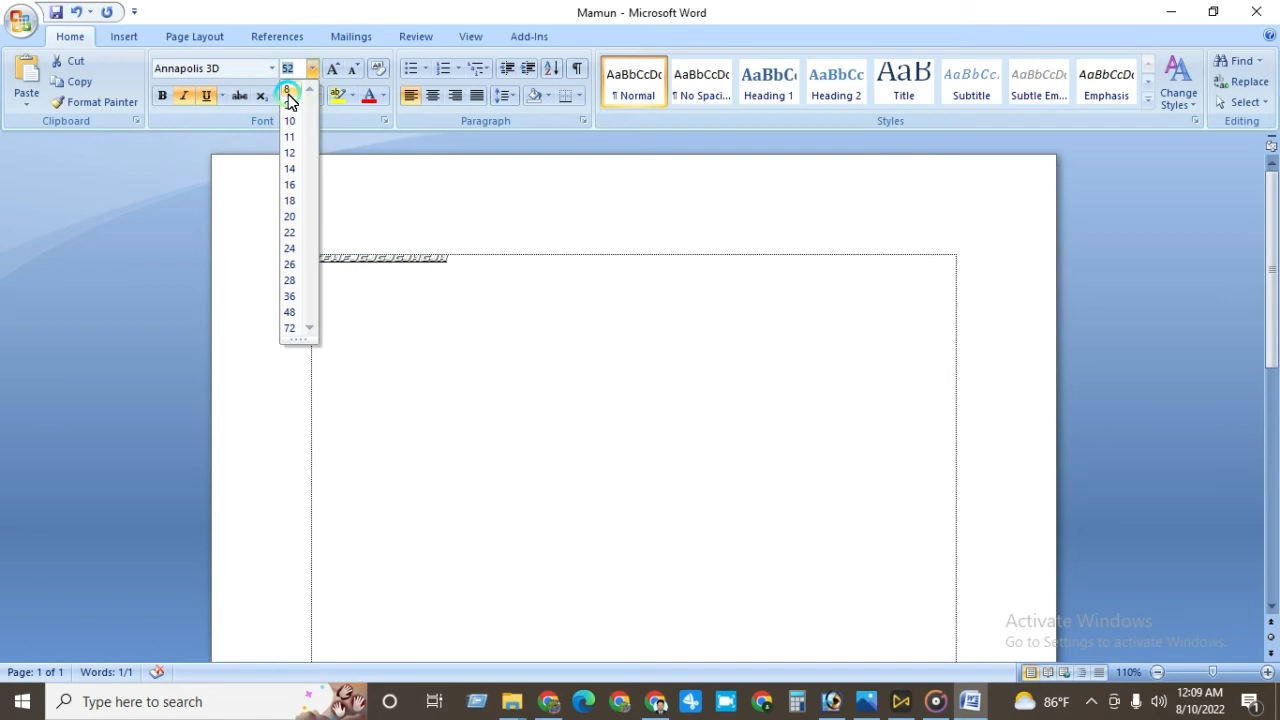 Mamun - Microsoft Word
Home Insert Page Layout References Mailings Review View Add-Ins
Paste
Cut
Copy
Format Painter
Clipboard
Annapolis 3D 52
B I U abc x
Font
Paragraph
AaBbCcDc AaBbCcDc AaBbC AaBbCc AaB AaBbCc. AaBbCcDc AaBbCcDc
¶ Normal ¶ No Spaci... Heading 1 Heading 2 Title Subtitle Subtle Em... Emphasis
Change Styles
Styles
Find
Replace
Select
Editing
8
10
11
12
14
16
18
20
22
24
26
28
36
48
72
Activate Windows
Go to Settings to activate Windows.
Page: 1 of 1 Words: 1/1 110%
Type here to search
86°F
12:09 AM
8/10/2022